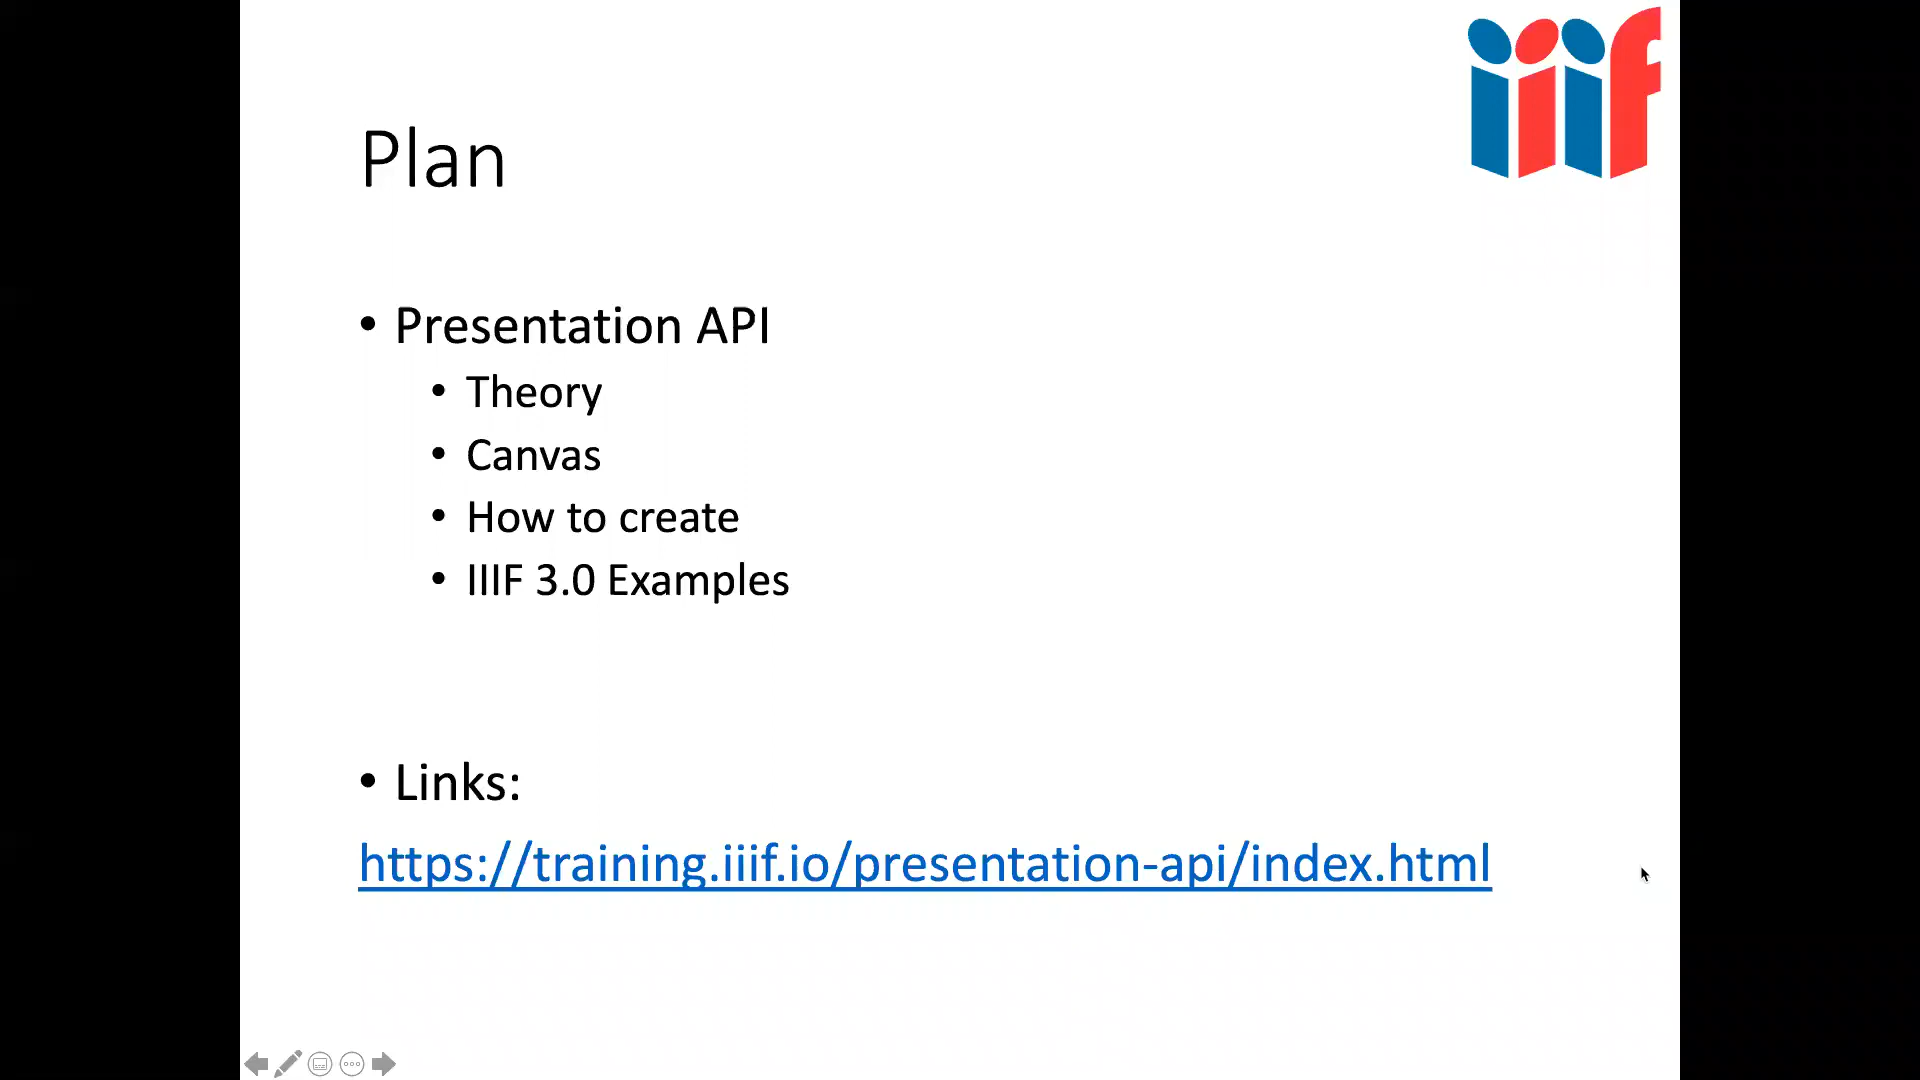 iiif
Plan
• Presentation API
• Theory
• Canvas
• How to create
• IIIF 3.0 Examples
• Links:
https://training.iiif.io/presentation-api/index.html